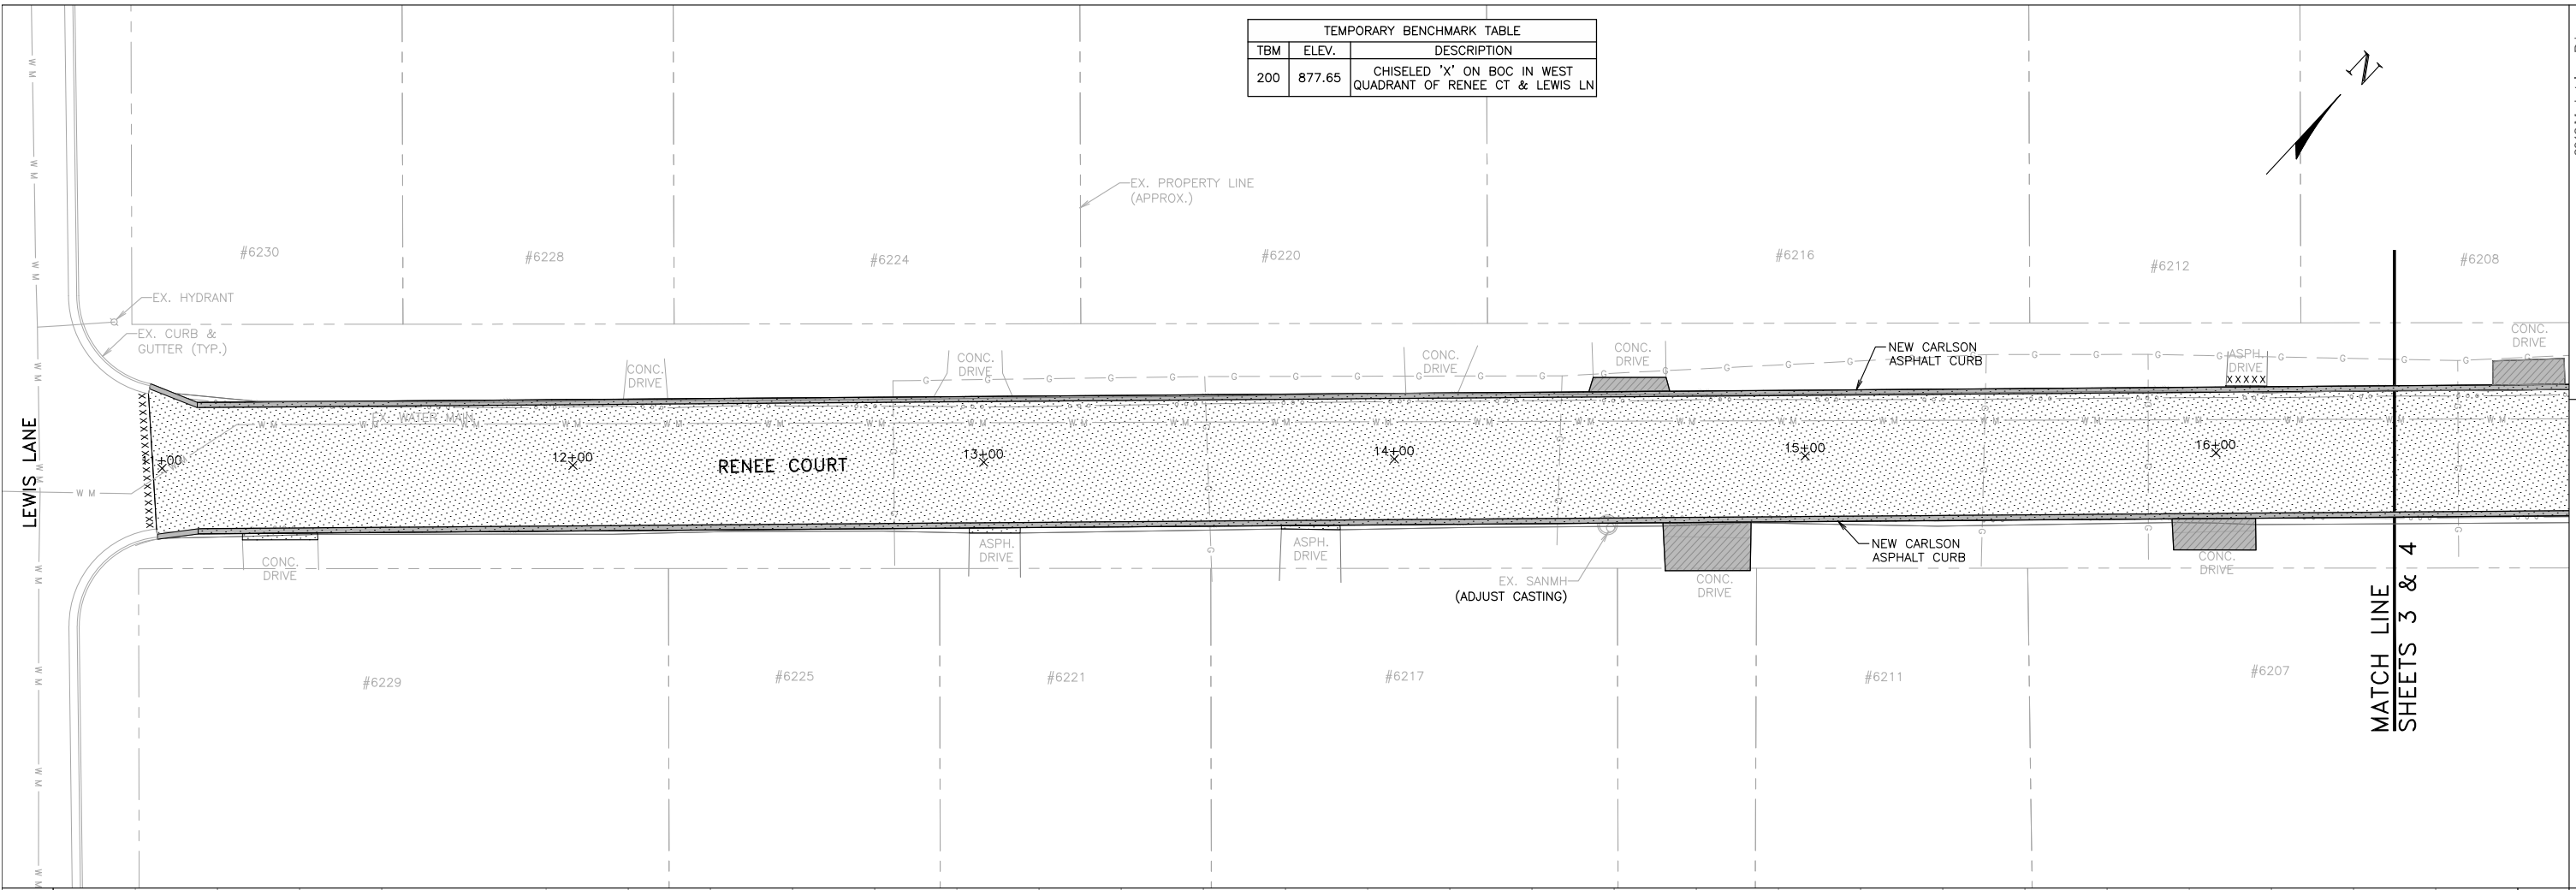 TEMPORARY BENCHMARK TABLE
TBM ELEV. DESCRIPTION
200 877.65 CHISELED 'X' ON BOC IN WEST
QUADRANT OF RENEE CT & LEWIS LN
N
EX. PROPERTY LINE
(APPROX.)
#6230
#6228
#6224
#6220
#6216
#6212
#6208
EX. HYDRANT
EX. CURB &
GUTTER (TYP.)
CONC.
DRIVE
CONC.
DRIVE
CONC.
DRIVE
CONC.
DRIVE
NEW CARLSON
ASPHALT CURB
ASPH.
DRIVE
CONC.
DRIVE
EX. WATER MAIN
LEWIS LANE
+00
12+00
RENEE COURT
13+00
14+00
15+00
16+00
CONC.
DRIVE
ASPH.
DRIVE
ASPH.
DRIVE
EX. SANMH
(ADJUST CASTING)
CONC.
DRIVE
NEW CARLSON
ASPHALT CURB
CONC.
DRIVE
MATCH LINE
SHEETS 3 & 4
#6229
#6225
#6221
#6217
#6211
#6207